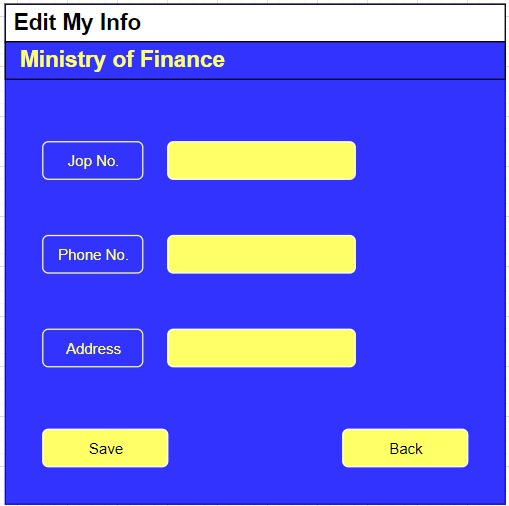 Edit My Info
Ministry of Finance
Jop No.
Phone No.
Address
Save
Back